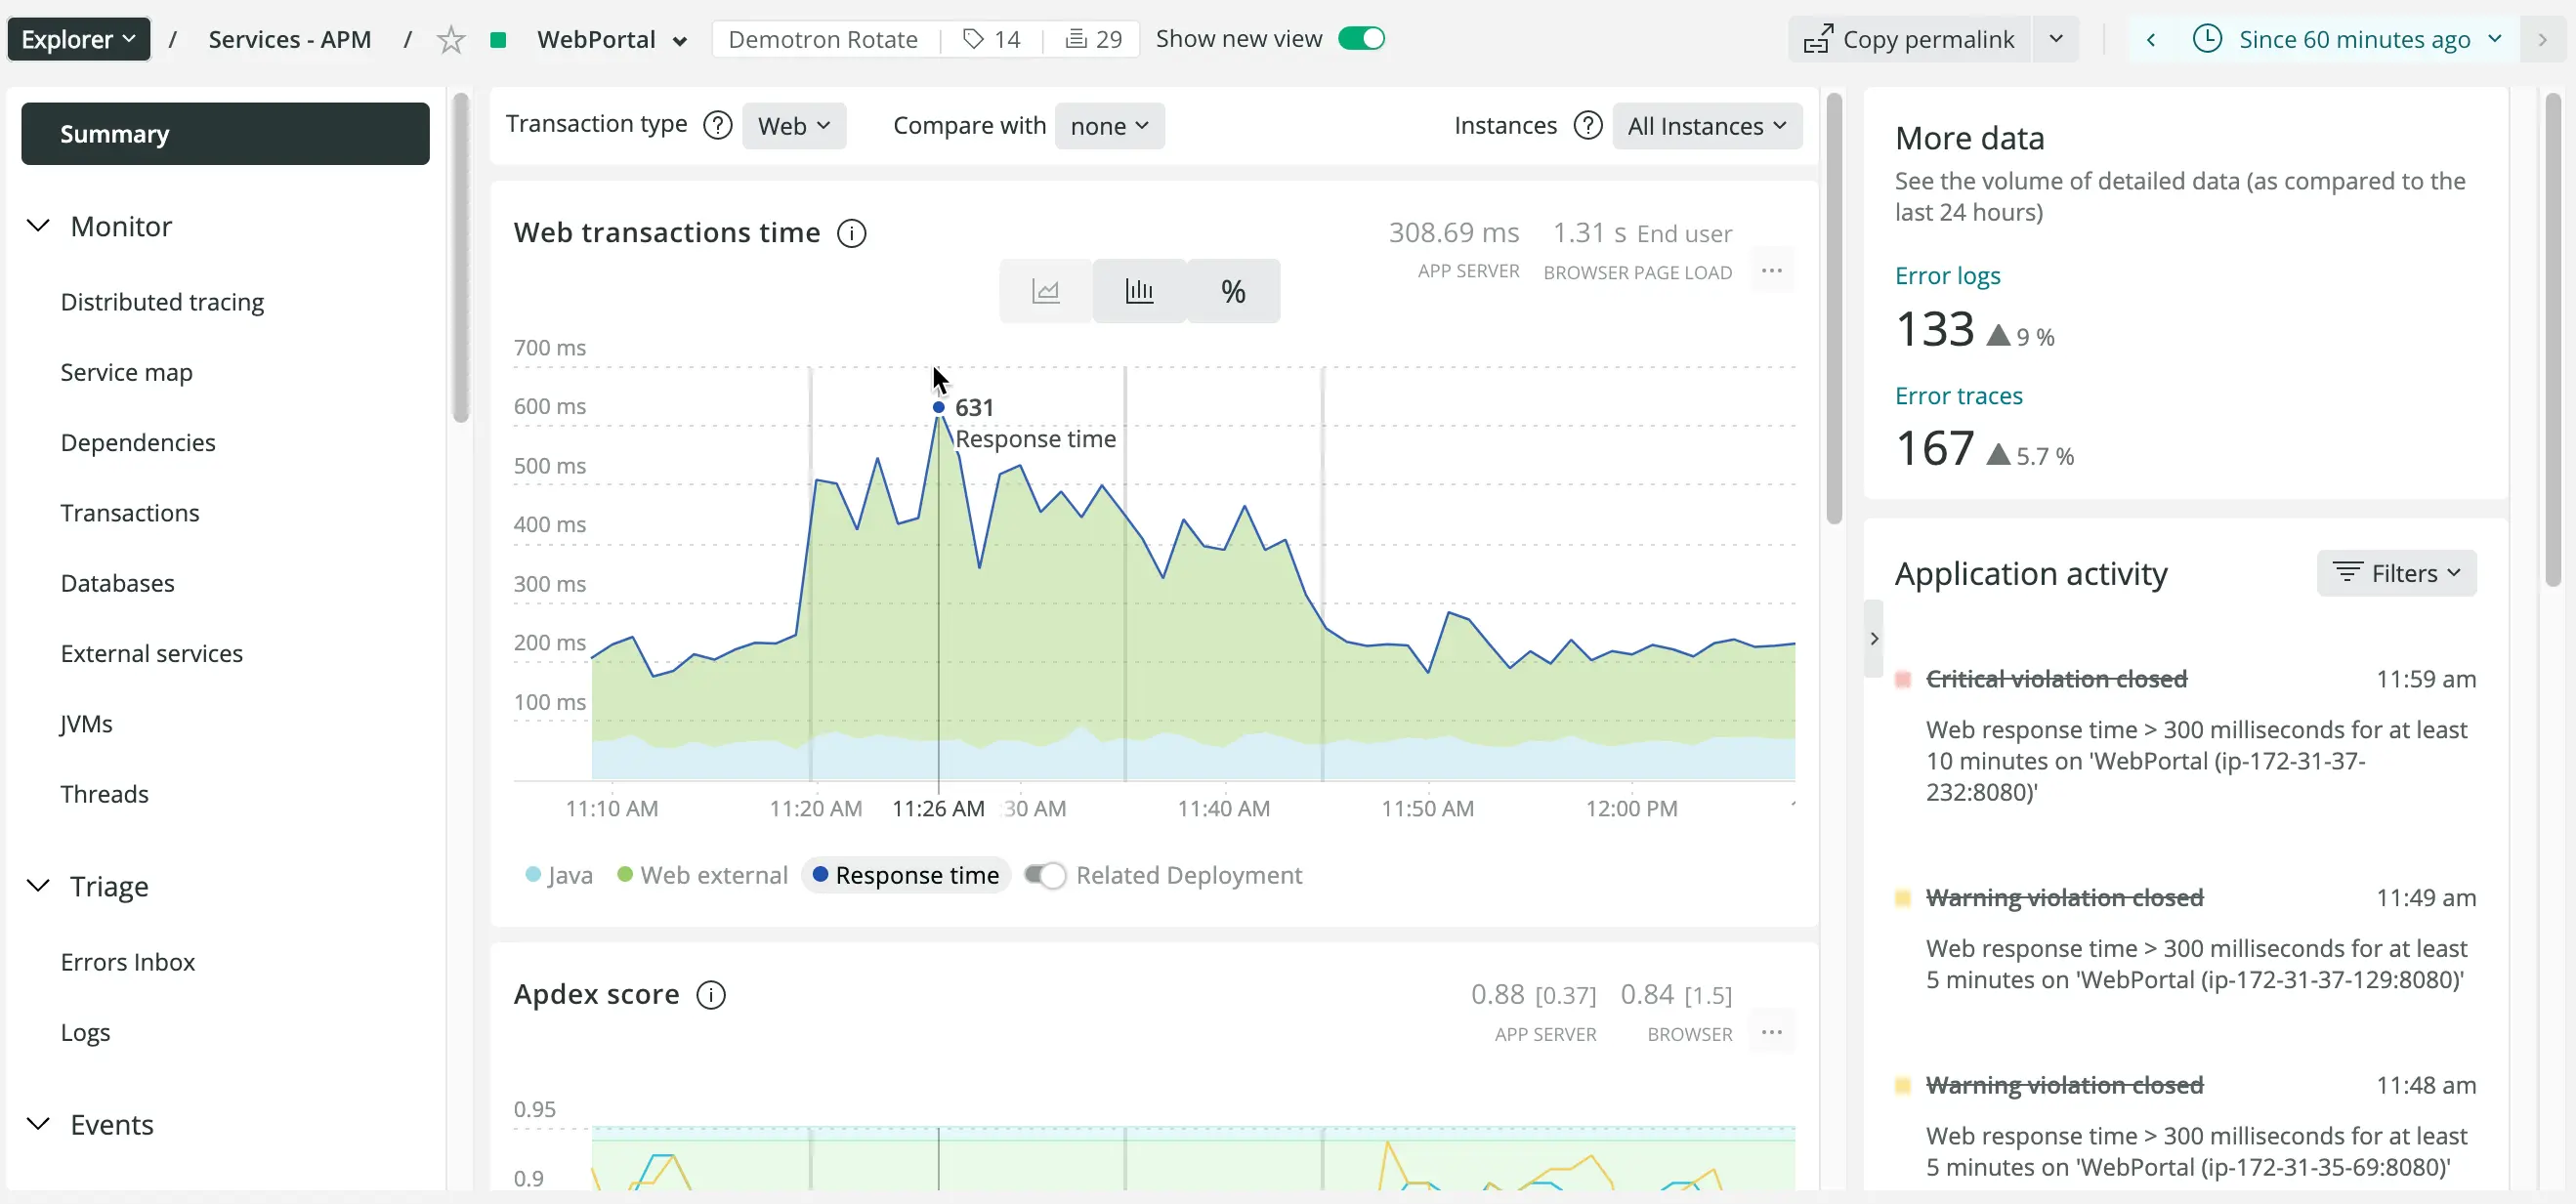 Explorer / Services - APM / WebPortal Demotron Rotate 14 29 Show new view Copy permalink Since 60 minutes ago
Summary
Monitor
Distributed tracing
Service map
Dependencies
Transactions
Databases
External services
JVMs
Threads
Triage
Errors Inbox
Logs
Events
Transaction type ? Web Compare with none Instances ? All Instances
Web transactions time i
308.69 ms 1.31 s End user
APP SERVER BROWSER PAGE LOAD
%
700 ms
600 ms
500 ms
400 ms
300 ms
200 ms
100 ms
631
Response time
11:10 AM 11:20 AM 11:26 AM :30 AM 11:40 AM 11:50 AM 12:00 PM
Java Web external Response time Related Deployment
Apdex score i
0.88 [0.37] 0.84 [1.5]
APP SERVER BROWSER
0.95
0.9
More data
See the volume of detailed data (as compared to the
last 24 hours)
Error logs
133 9 %
Error traces
167 5.7 %
Application activity Filters
Critical violation closed 11:59 am
Web response time > 300 milliseconds for at least
10 minutes on 'WebPortal (ip-172-31-37-
232:8080)'
Warning violation closed 11:49 am
Web response time > 300 milliseconds for at least
5 minutes on 'WebPortal (ip-172-31-37-129:8080)'
Warning violation closed 11:48 am
Web response time > 300 milliseconds for at least
5 minutes on 'WebPortal (ip-172-31-35-69:8080)'